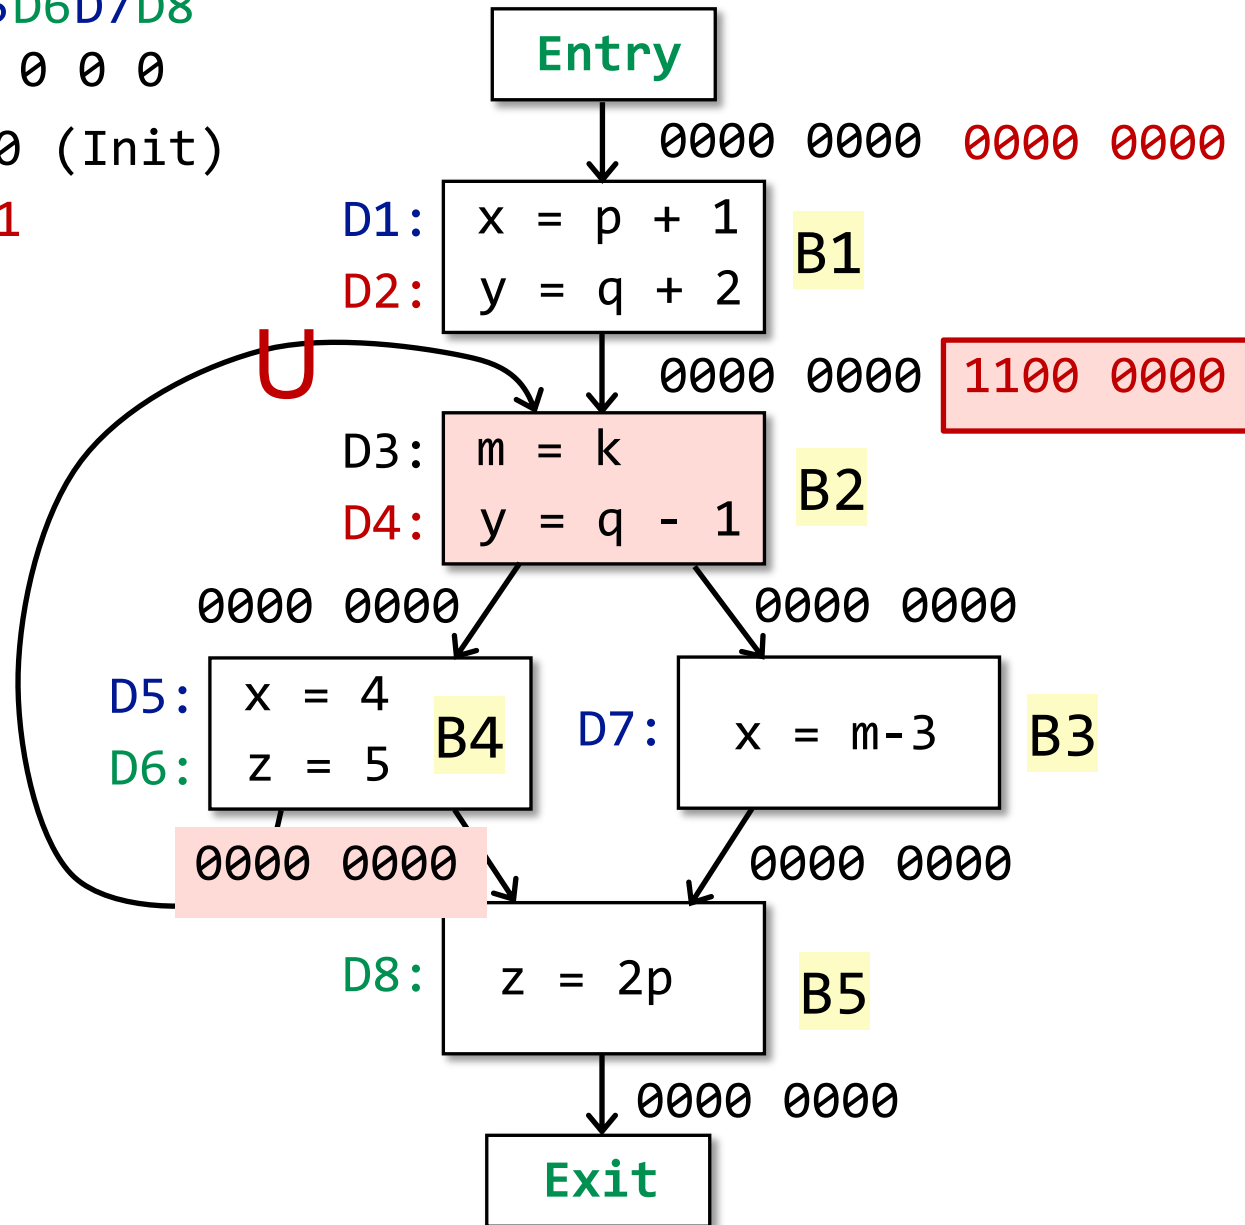 D6D7D8
0 0 0
0 (Init)
1
Entry
0000 0000 0000 0000
D1: x = p + 1
D2: y = q + 2
B1
U
0000 0000 1100 0000
D3: m = k
D4: y = q - 1
B2
0000 0000 0000 0000
D5: x = 4
D6: z = 5
B4
D7: x = m-3
B3
0000 0000 0000 0000
D8: z = 2p
B5
0000 0000
Exit